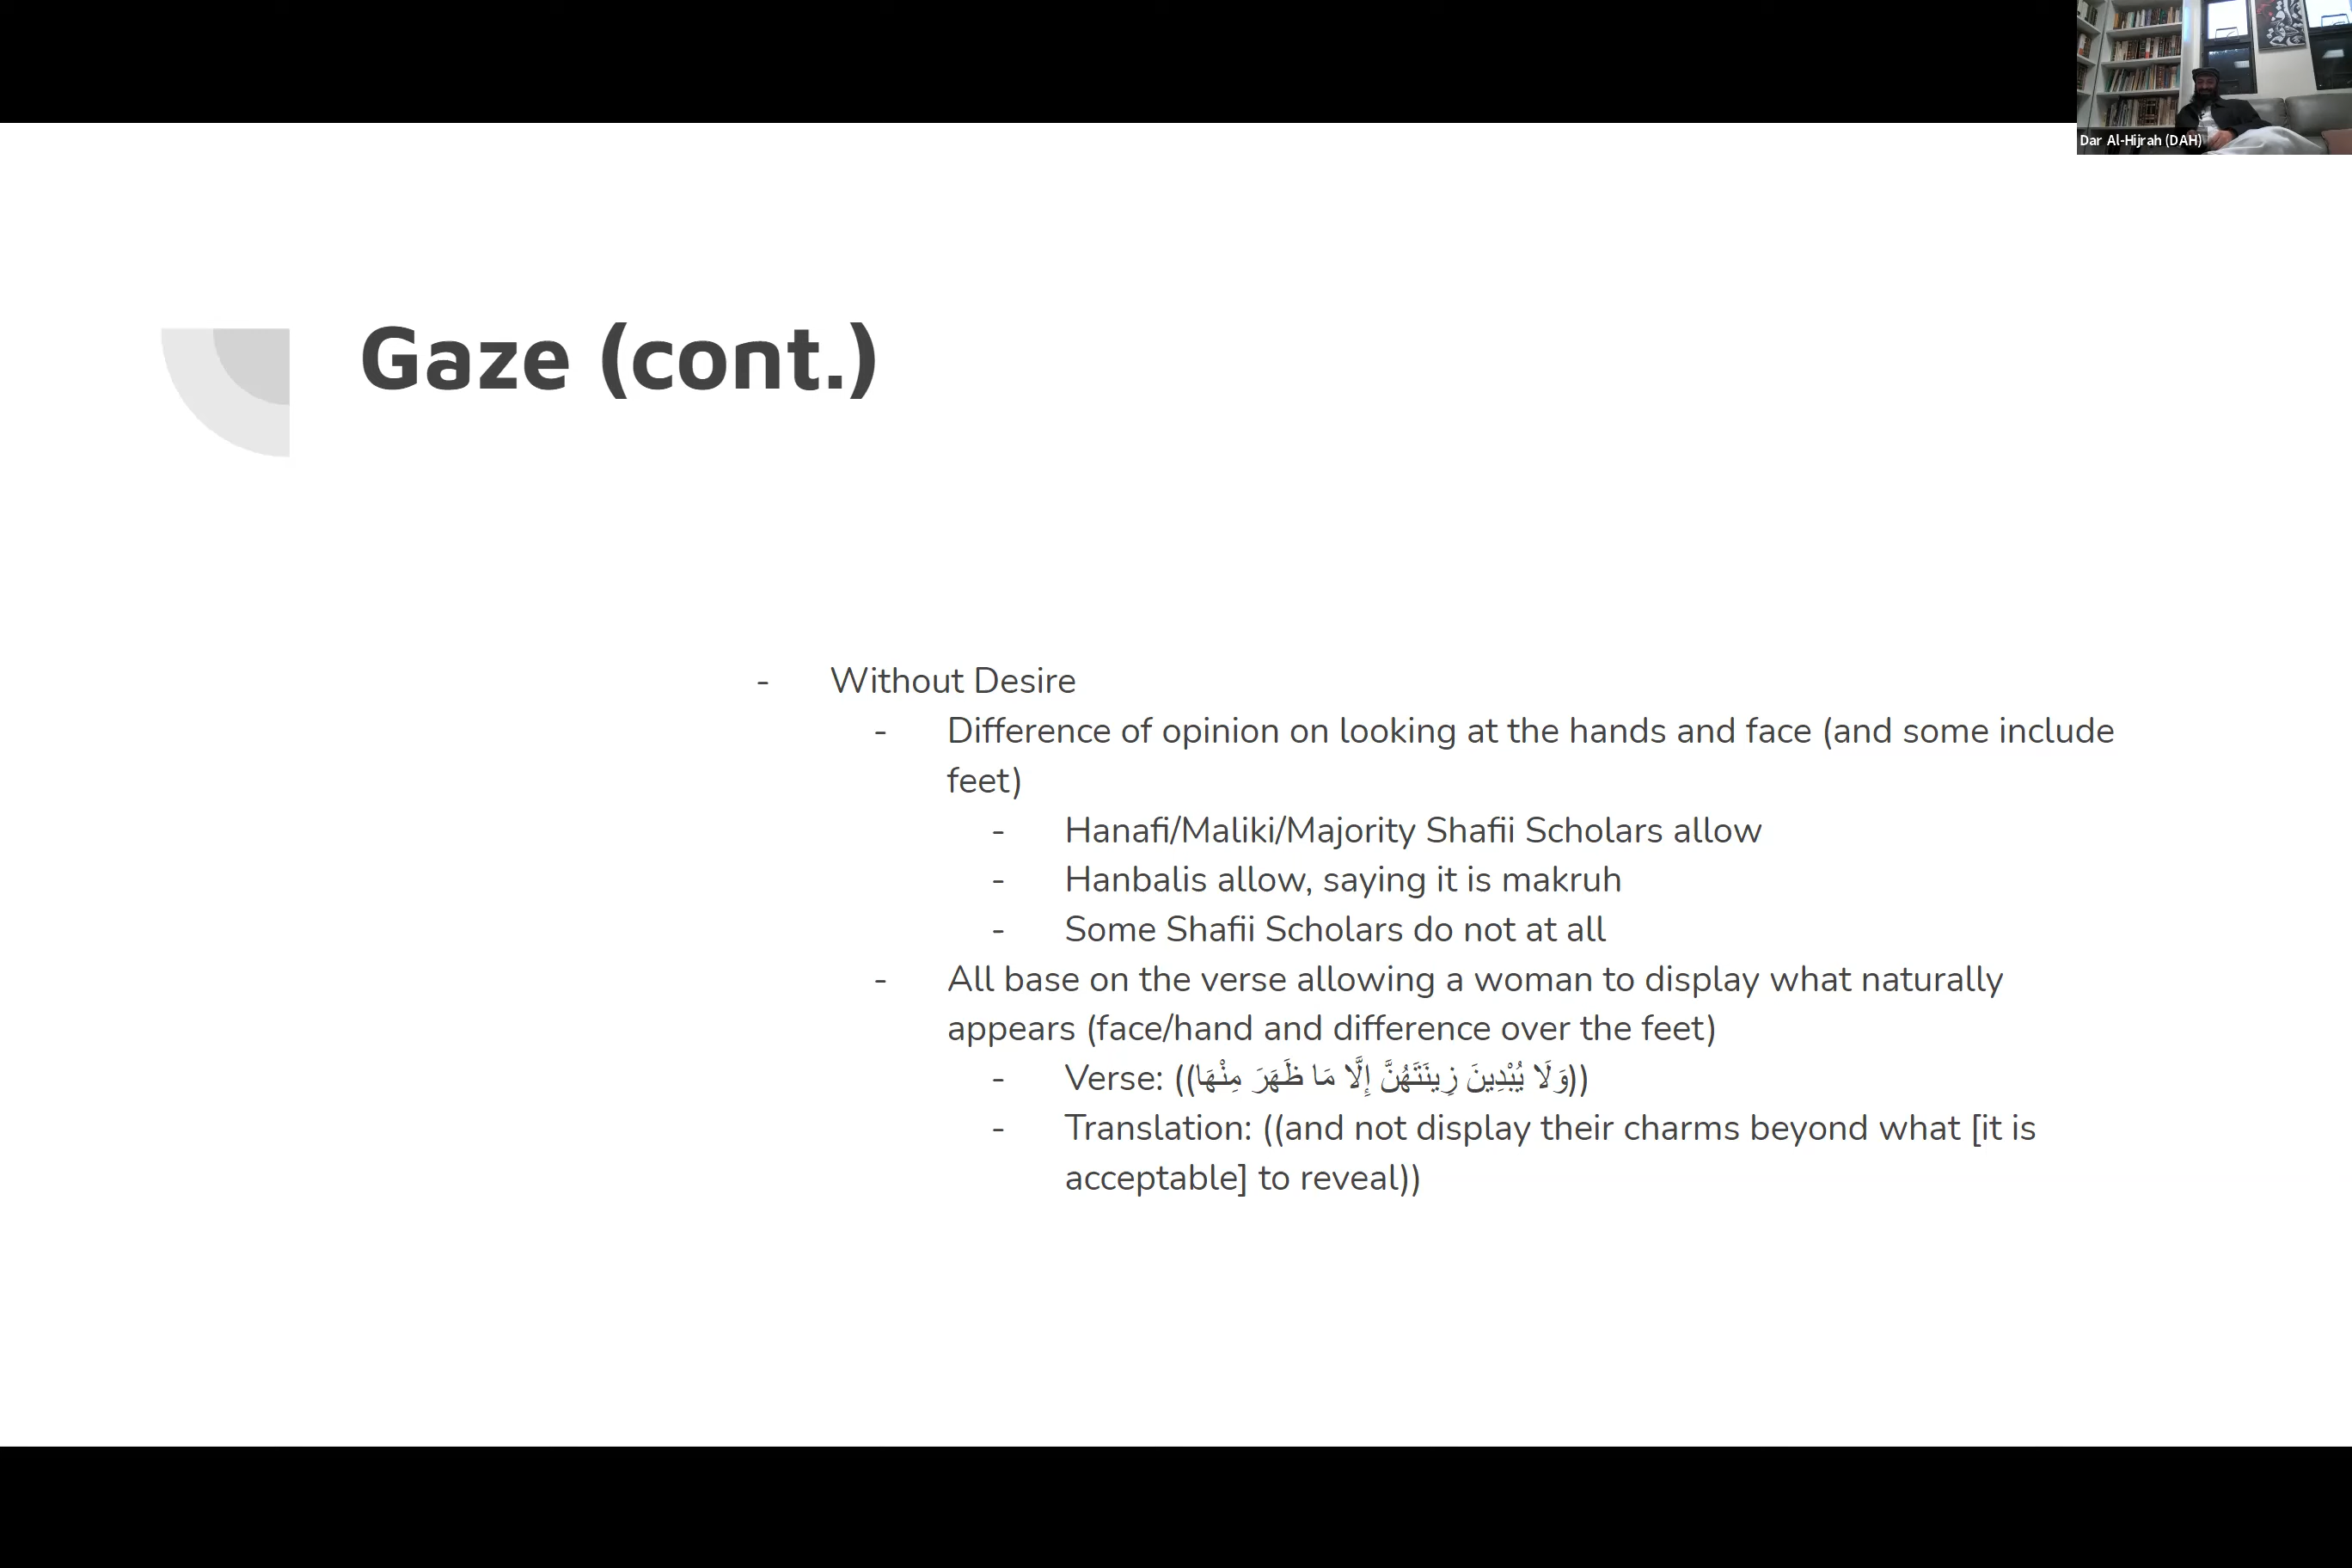 Dar Al-Hijrah (DAH)
Gaze (cont.)
- Without Desire
- Difference of opinion on looking at the hands and face (and some include
feet)
- Hanafi/Maliki/Majority Shafii Scholars allow
- Hanbalis allow, saying it is makruh
- Some Shafii Scholars do not at all
- All base on the verse allowing a woman to display what naturally
appears (face/hand and difference over the feet)
- Verse: ((وَلَا يُبْدِينَ زِينَتَهُنَّ إِلَّا مَا ظَهَرَ مِنْهَا))
- Translation: ((and not display their charms beyond what [it is
acceptable] to reveal))